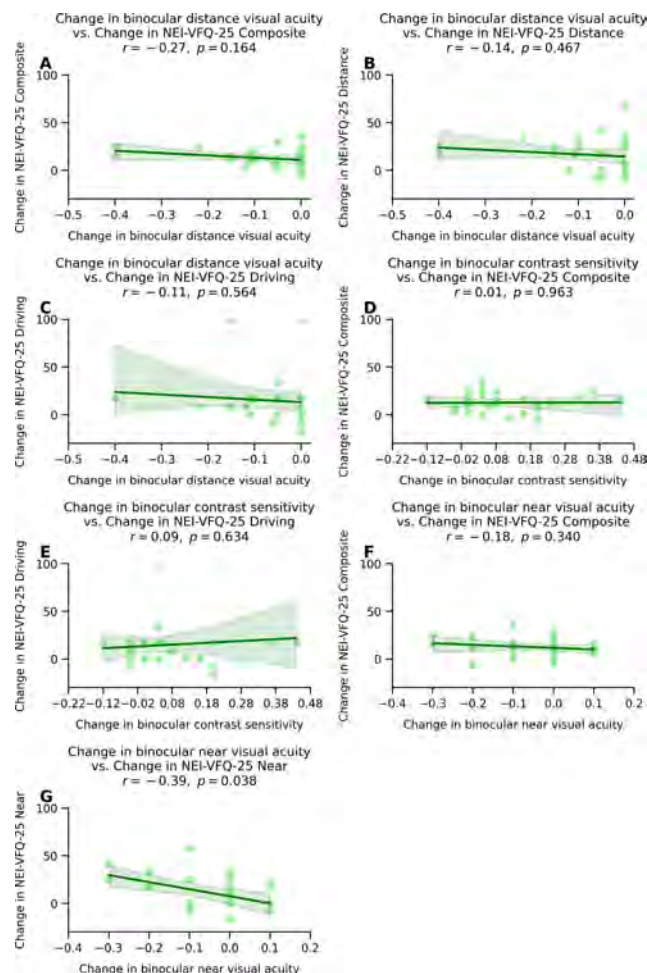 Change in binocular distance visual acuity
vs. Change in NEI-VFQ-25 Composite
r = −0.27, p = 0.164
A
Change in NEI-VFQ-25 Composite
100
50
0
−0.5 −0.4 −0.3 −0.2 −0.1 0.0
Change in binocular distance visual acuity
Change in binocular distance visual acuity
vs. Change in NEI-VFQ-25 Distance
r = −0.14, p = 0.467
B
Change in NEI-VFQ-25 Distance
100
50
0
−0.5 −0.4 −0.3 −0.2 −0.1 0.0
Change in binocular distance visual acuity
Change in binocular distance visual acuity
vs. Change in NEI-VFQ-25 Driving
r = −0.11, p = 0.564
C
Change in NEI-VFQ-25 Driving
100
50
0
−0.5 −0.4 −0.3 −0.2 −0.1 0.0
Change in binocular distance visual acuity
Change in binocular contrast sensitivity
vs. Change in NEI-VFQ-25 Composite
r = 0.01, p = 0.963
D
Change in NEI-VFQ-25 Composite
100
50
0
−0.22 −0.12 −0.02 0.08 0.18 0.28 0.38 0.48
Change in binocular contrast sensitivity
Change in binocular contrast sensitivity
vs. Change in NEI-VFQ-25 Driving
r = 0.09, p = 0.634
E
Change in NEI-VFQ-25 Driving
100
50
0
−0.22 −0.12 −0.02 0.08 0.18 0.28 0.38 0.48
Change in binocular contrast sensitivity
Change in binocular near visual acuity
vs. Change in NEI-VFQ-25 Composite
r = −0.18, p = 0.340
F
Change in NEI-VFQ-25 Composite
100
50
0
−0.4 −0.3 −0.2 −0.1 0.0 0.1 0.2
Change in binocular near visual acuity
Change in binocular near visual acuity
vs. Change in NEI-VFQ-25 Near
r = −0.39, p = 0.038
G
Change in NEI-VFQ-25 Near
100
50
0
−0.4 −0.3 −0.2 −0.1 0.0 0.1 0.2
Change in binocular near visual acuity